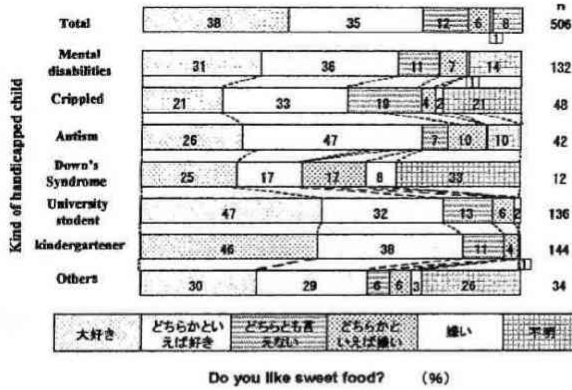 n
Total 38 35 12 6 8 506
1
Mental disabilities 31 36 11 7 14 132
1
Crippled 21 33 19 4 2 21 48
Autism 26 47 7 10 10 42
Down's Syndrome 25 17 17 8 33 12
University student 47 32 13 6 2 136
kindergartener 46 38 11 4 144
1
Others 30 29 6 6 3 26 34
Kind of handicapped child
大好き どちらかといえば好き どちらとも言えない どちらかといえば嫌い 嫌い 不明
Do you like sweet food? (%)